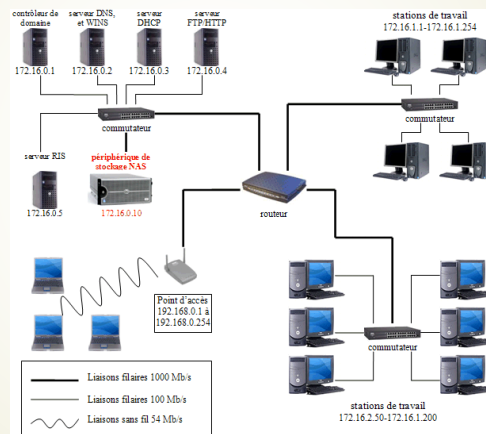 contrôleur de
domaine
serveur DNS,
et WINS
serveur
DHCP
serveur
FTP/HTTP
172.16.0.1
172.16.0.2
172.16.0.3
172.16.0.4
stations de travail
172.16.1.1-172.16.1.254
commutateur
commutateur
serveur RIS
périphérique de
stockage NAS
172.16.0.5
172.16.0.10
routeur
Point d'accès
192.168.0.1 à
192.168.0.254
commutateur
stations de travail
172.16.2.50-172.16.1.200
Liaisons filaires 1000 Mb/s
Liaisons filaires 100 Mb/s
Liaisons sans fil 54 Mb/s